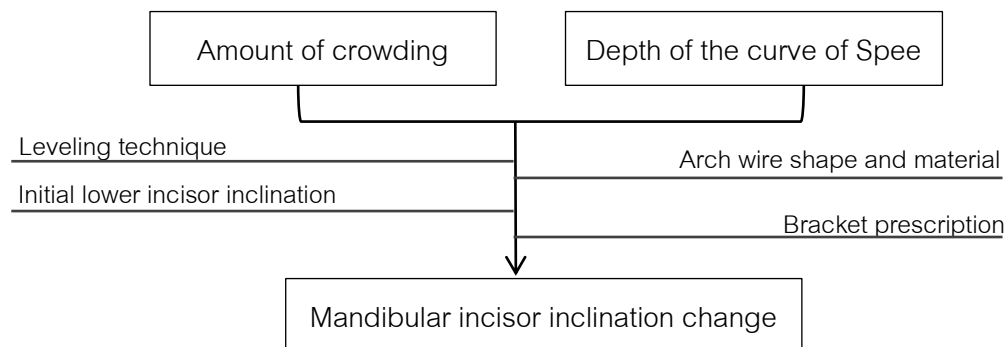 Amount of crowding
Depth of the curve of Spee
Leveling technique
Arch wire shape and material
Initial lower incisor inclination
Bracket prescription
Mandibular incisor inclination change